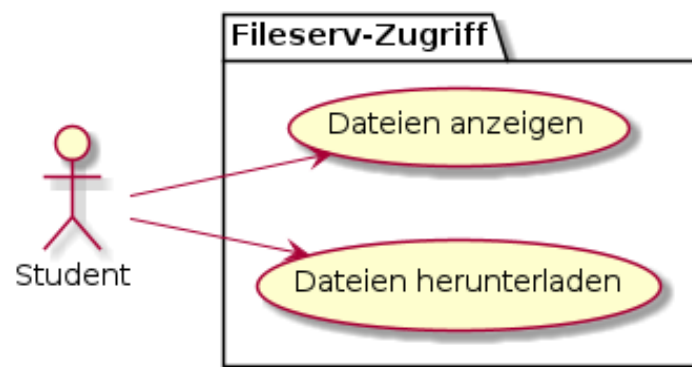 Fileserv-Zugriff
Dateien anzeigen
Student
Dateien herunterladen